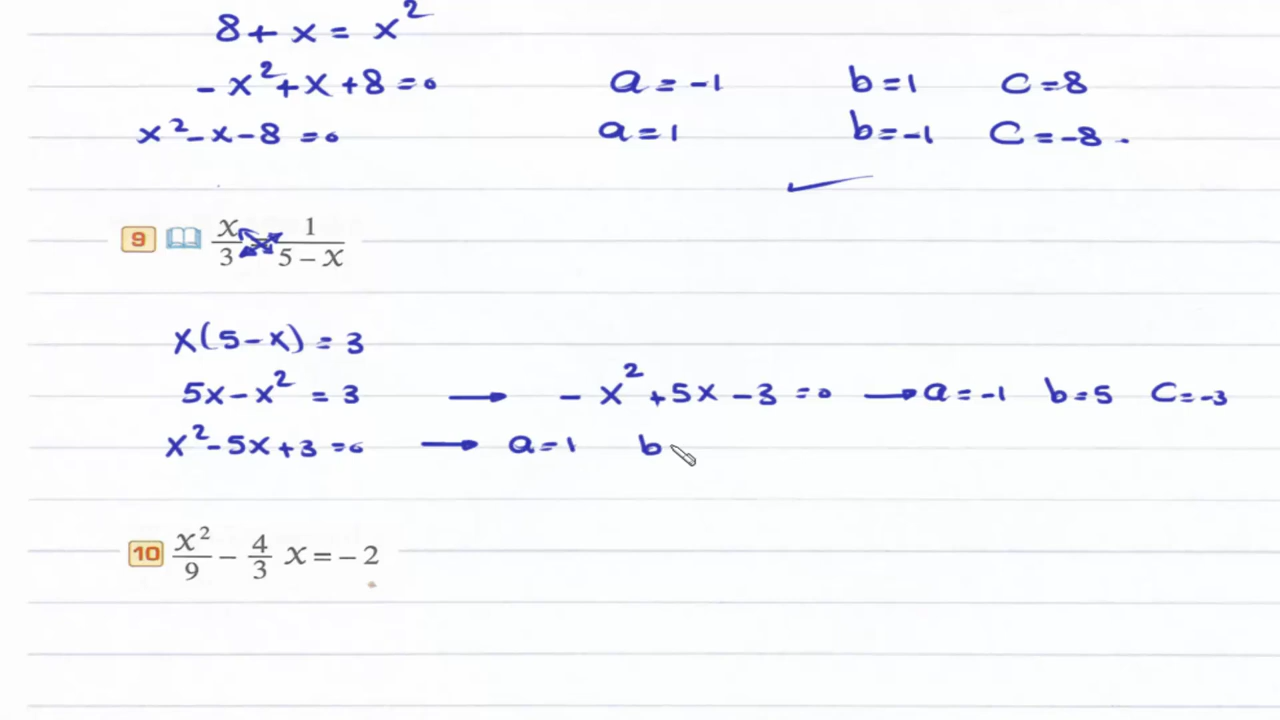 8 + x = x²
- x² + x + 8 = 0 a = -1 b = 1 C = 8
x² - x - 8 = 0 a = 1 b = -1 C = -8 .
9 x/3 = 1/(5 - x)
x(5 - x) = 3
5x - x² = 3 → - x² + 5x - 3 = 0 → a = -1 b = 5 C = -3
x² - 5x + 3 = 0 → a = 1 b
10 x²/9 - 4/3 x = - 2